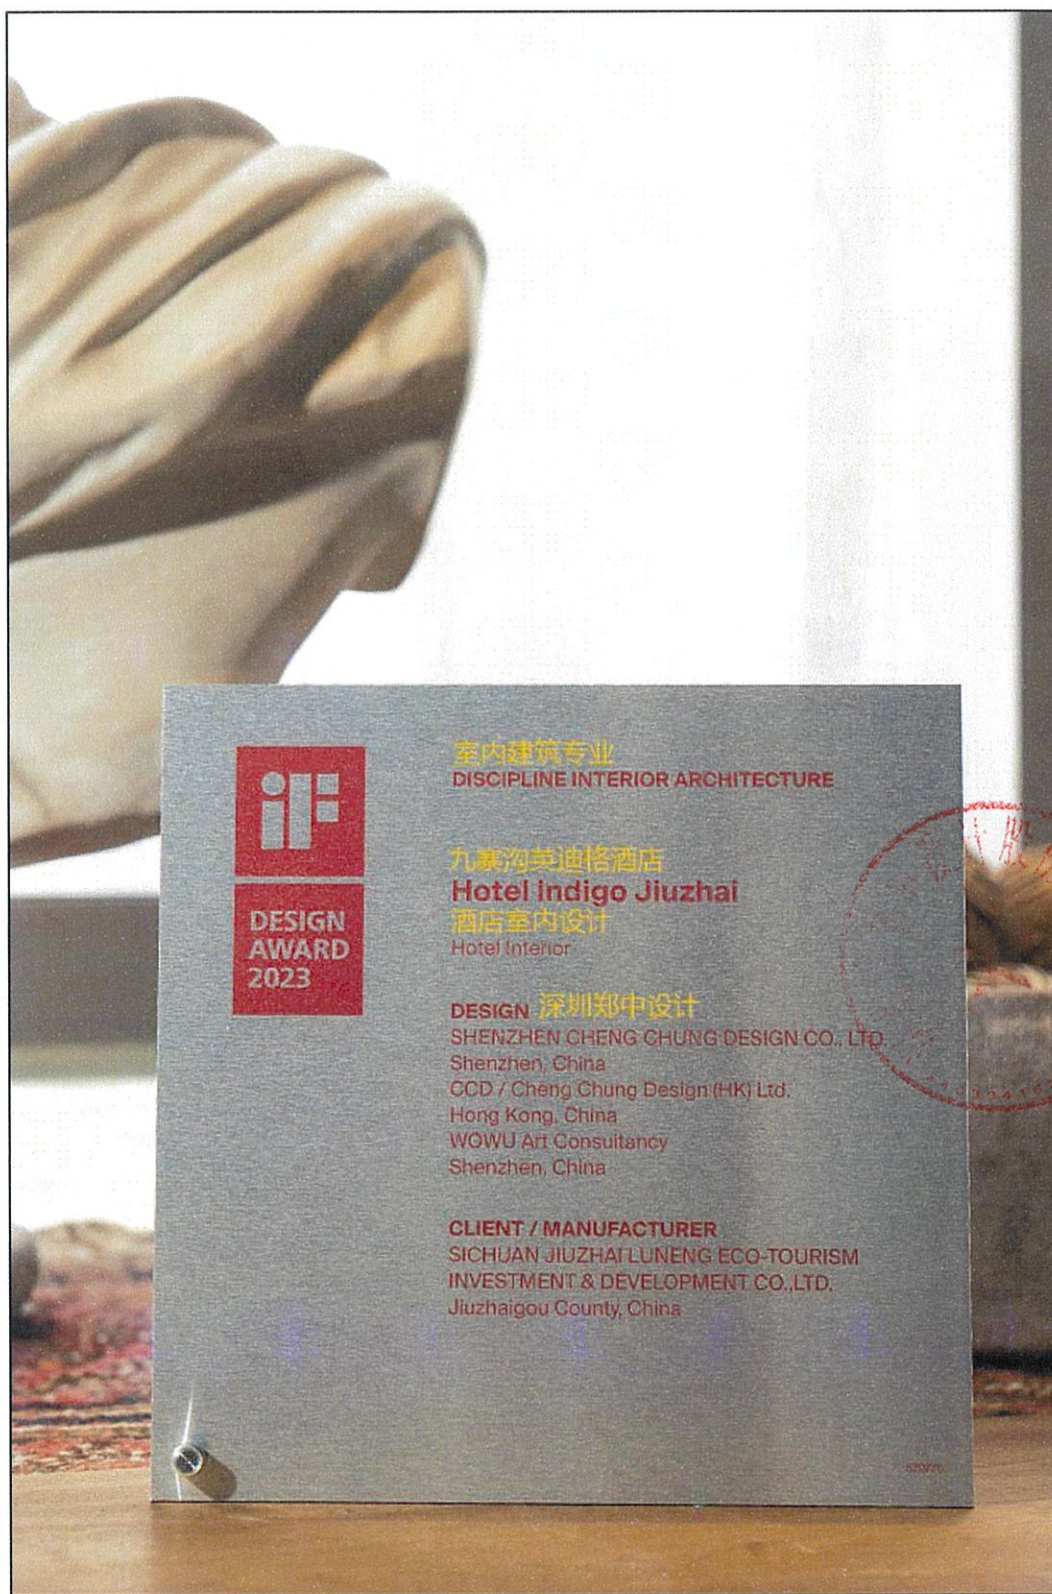 iF
DESIGN
AWARD
2023
室内建筑专业
DISCIPLINE INTERIOR ARCHITECTURE
九寨沟英迪格酒店
Hotel Indigo Jiuzhai
酒店室内设计
Hotel Interior
DESIGN 深圳郑中设计
SHENZHEN CHENG CHUNG DESIGN CO., LTD.
Shenzhen, China
CCD / Cheng Chung Design (HK) Ltd.
Hong Kong, China
WOWU Art Consultancy
Shenzhen, China
CLIENT / MANUFACTURER
SICHUAN JIUZHAI LUNENG ECO-TOURISM
INVESTMENT & DEVELOPMENT CO.,LTD.
Jiuzhaigou County, China